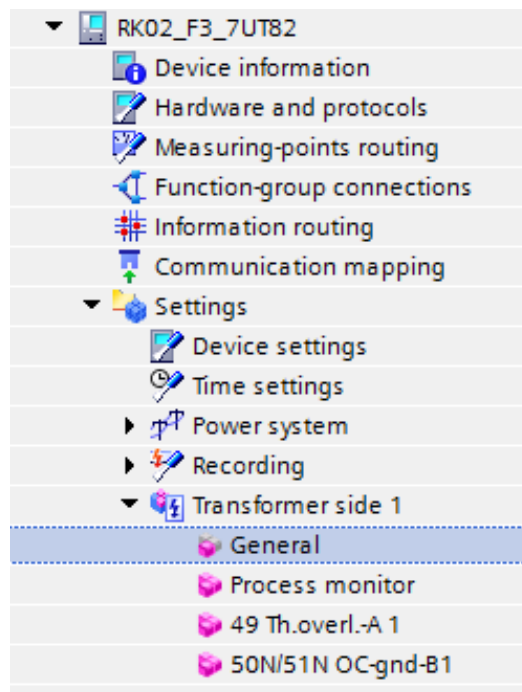 RK02_F3_7UT82
Device information
Hardware and protocols
Measuring-points routing
Function-group connections
Information routing
Communication mapping
Settings
Device settings
Time settings
Power system
Recording
Transformer side 1
General
Process monitor
49 Th.overl.-A 1
50N/51N OC-gnd-B1